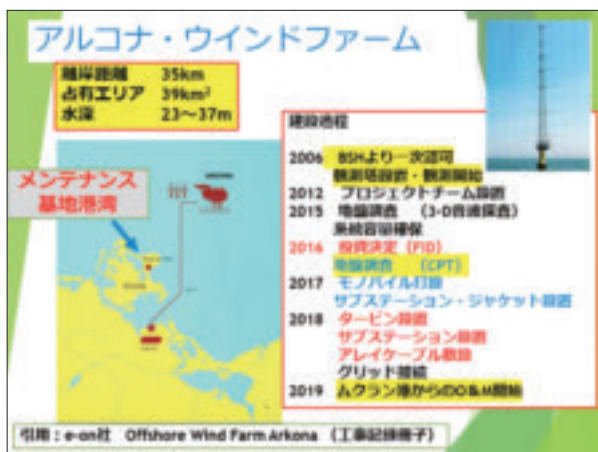 アルコナ・ウインドファーム
離岸距離 35km
占有エリア 39km²
水深 23～37m
メンテナンス
基地港湾
建設過程
2006 BSHより一次認可
観測塔設置・観測開始
2012 プロジェクトチーム設置
2015 地盤調査 （3-D音波探査）
系統容量確保
2016 投資決定（FID）
地盤調査 （CPT）
2017 モノパイル打設
サブステーション・ジャケット設置
2018 タービン設置
サブステーション設置
アレイケーブル敷設
グリッド接続
2019 ムクラン港からのO&M開始
引用：e-on社 Offshore Wind Farm Arkona （工事記録冊子）